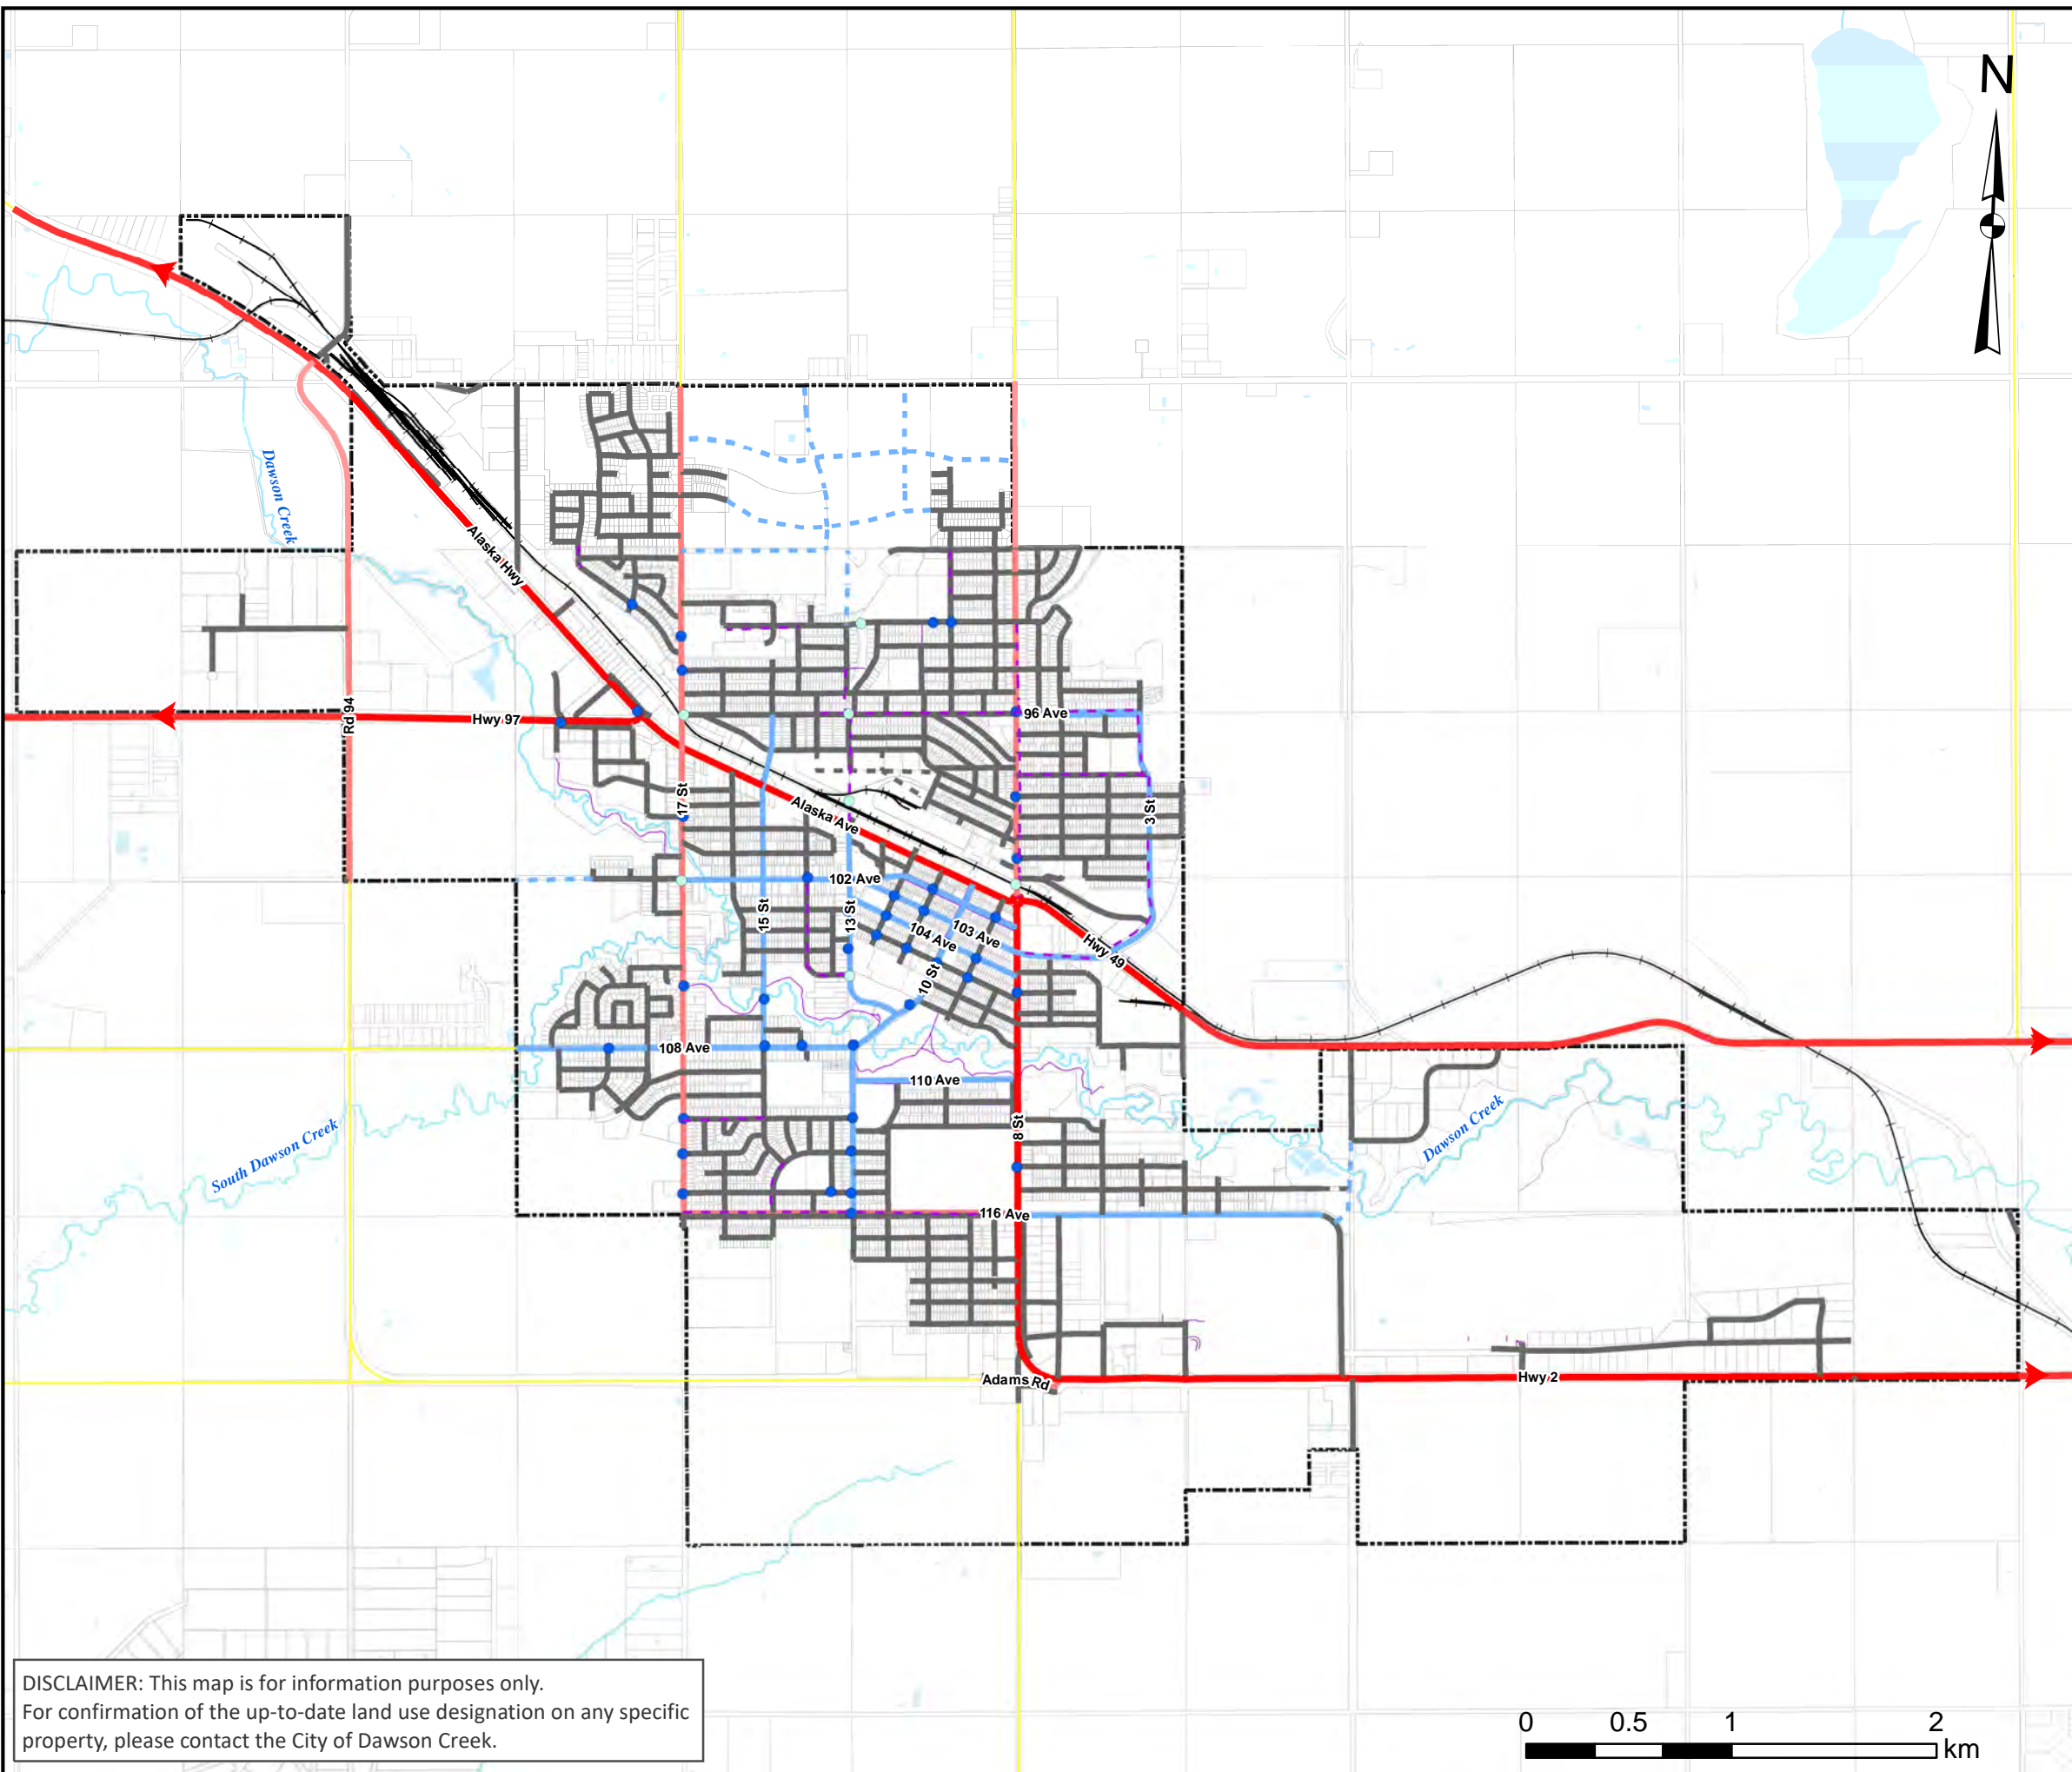 N
Dawson Creek
Alaska Hwy
Rd 94
Hwy 97
96 Ave
17 St
3 St
Alaska Ave
102 Ave
15 St
13 St
103 Ave
104 Ave
10 St
Hwy 49
108 Ave
110 Ave
8 St
Dawson Creek
South Dawson Creek
116 Ave
Adams Rd
Hwy 2
DISCLAIMER: This map is for information purposes only.
For confirmation of the up-to-date land use designation on any specific
property, please contact the City of Dawson Creek.
0 0.5 1 2
km